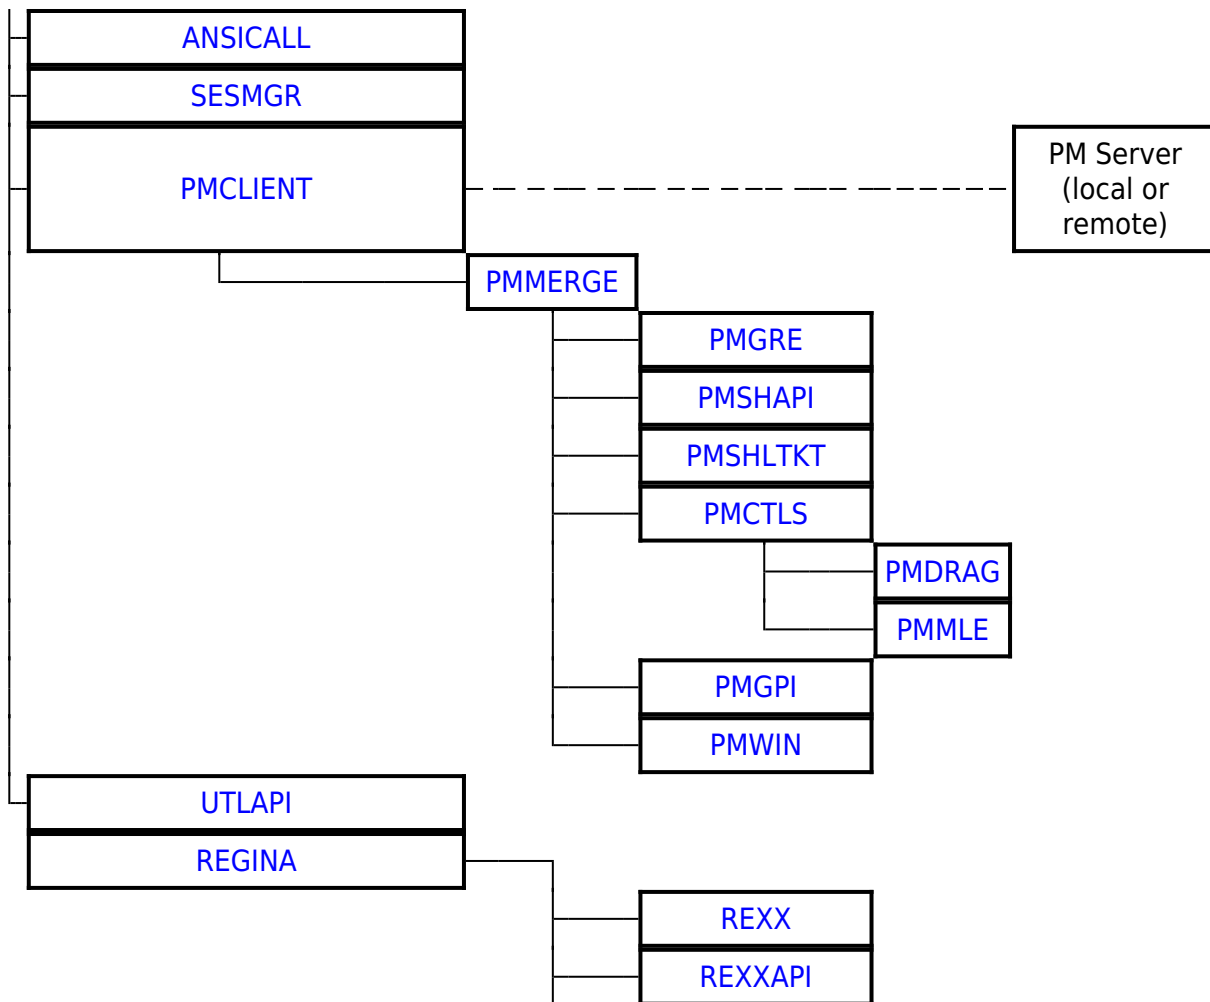 ANSICALL
SESMGR
PMCLIENT
PM Server
(local or
remote)
PMMERGE
PMGRE
PMSHAPI
PMSHLTKT
PMCTLS
PMDRAG
PMMLE
PMGPI
PMWIN
UTLAPI
REGINA
REXX
REXXAPI